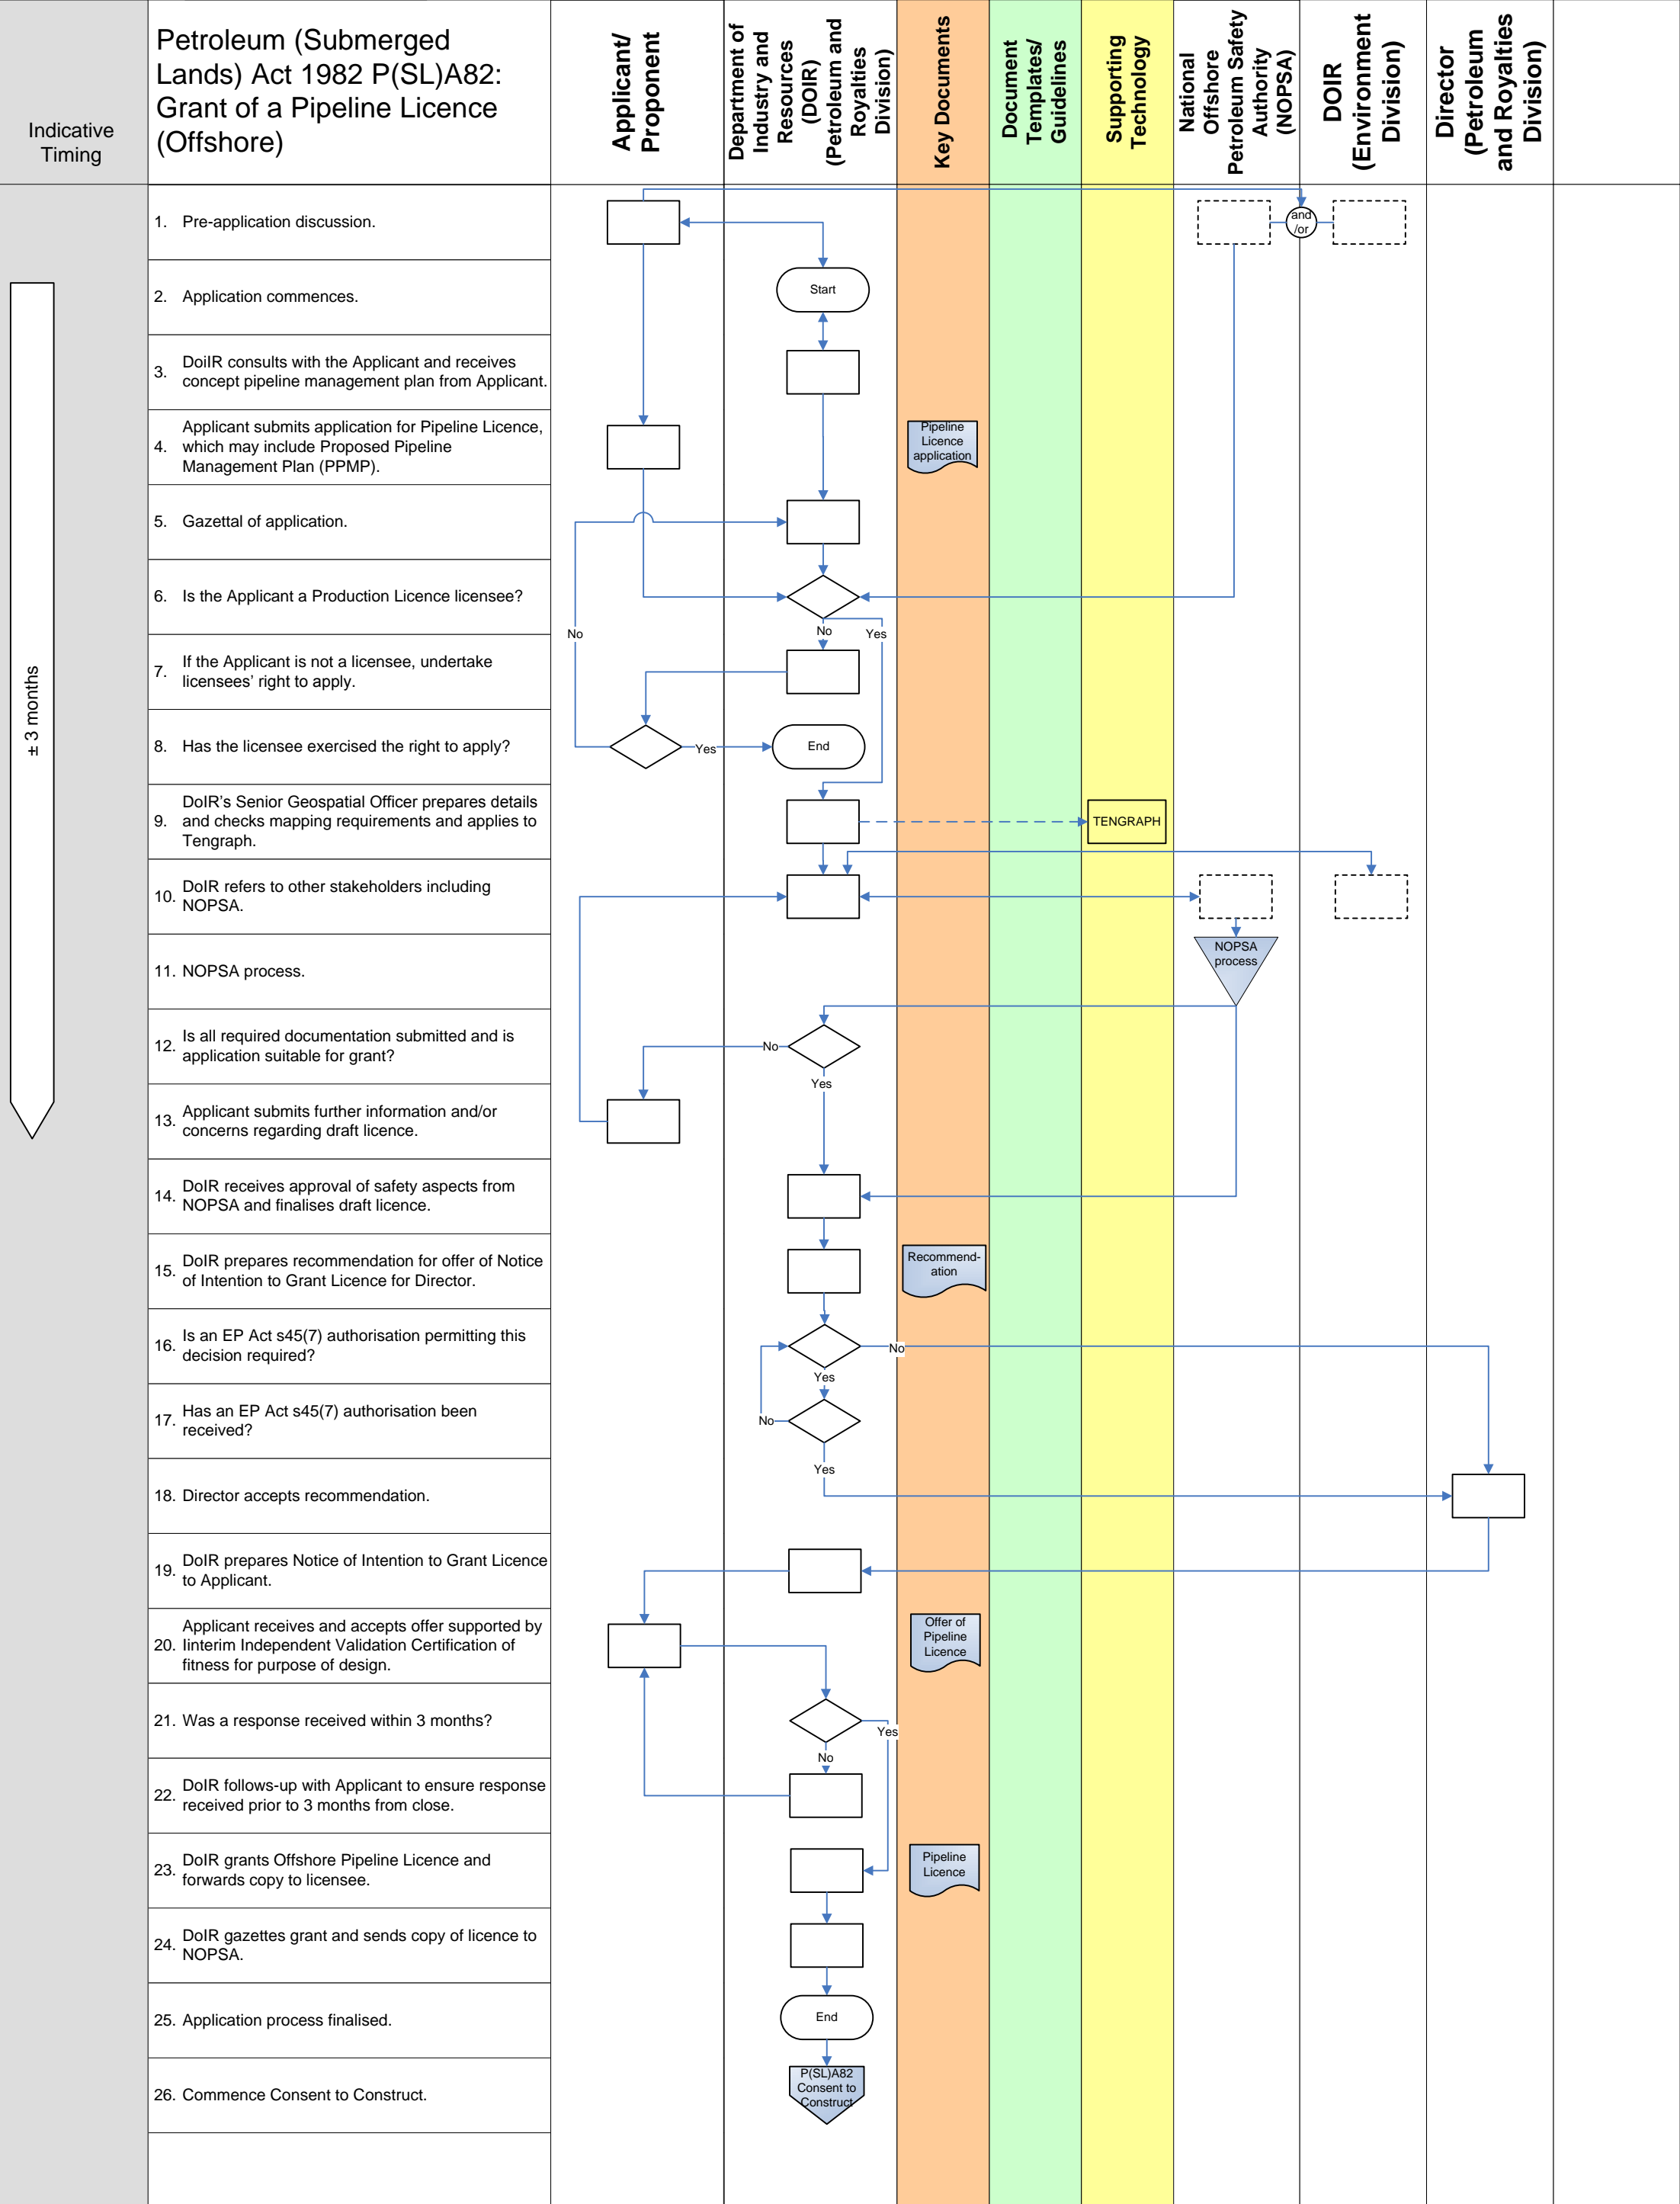 Indicative
Timing
Petroleum (Submerged
Lands) Act 1982 P(SL)A82:
Grant of a Pipeline Licence
(Offshore)
Applicant/
Proponent
Department of
Industry and
Resources
(DOIR)
(Petroleum and
Royalties
Division)
Key Documents
Document
Templates/
Guidelines
Supporting
Technology
National
Offshore
Petroleum Safety
Authority
(NOPSA)
DOIR
(Environment
Division)
Director
(Petroleum
and Royalties
Division)
± 3 months
1. Pre-application discussion.
and
/or
2. Application commences.
Start
3. DoiIR consults with the Applicant and receives
concept pipeline management plan from Applicant.
4. Applicant submits application for Pipeline Licence,
which may include Proposed Pipeline
Management Plan (PPMP).
Pipeline
Licence
application
5. Gazettal of application.
6. Is the Applicant a Production Licence licensee?
No
No
Yes
7. If the Applicant is not a licensee, undertake
licensees' right to apply.
8. Has the licensee exercised the right to apply?
Yes
End
9. DoIR's Senior Geospatial Officer prepares details
and checks mapping requirements and applies to
Tengraph.
TENGRAPH
10. DoIR refers to other stakeholders including
NOPSA.
11. NOPSA process.
NOPSA
process
12. Is all required documentation submitted and is
application suitable for grant?
No
Yes
13. Applicant submits further information and/or
concerns regarding draft licence.
14. DoIR receives approval of safety aspects from
NOPSA and finalises draft licence.
15. DoIR prepares recommendation for offer of Notice
of Intention to Grant Licence for Director.
Recommend-
ation
16. Is an EP Act s45(7) authorisation permitting this
decision required?
No
Yes
17. Has an EP Act s45(7) authorisation been
received?
No
Yes
18. Director accepts recommendation.
19. DoIR prepares Notice of Intention to Grant Licence
to Applicant.
20. Applicant receives and accepts offer supported by
Iinterim Independent Validation Certification of
fitness for purpose of design.
Offer of
Pipeline
Licence
21. Was a response received within 3 months?
Yes
No
22. DoIR follows-up with Applicant to ensure response
received prior to 3 months from close.
23. DoIR grants Offshore Pipeline Licence and
forwards copy to licensee.
Pipeline
Licence
24. DoIR gazettes grant and sends copy of licence to
NOPSA.
25. Application process finalised.
End
26. Commence Consent to Construct.
P(SL)A82
Consent to
Construct